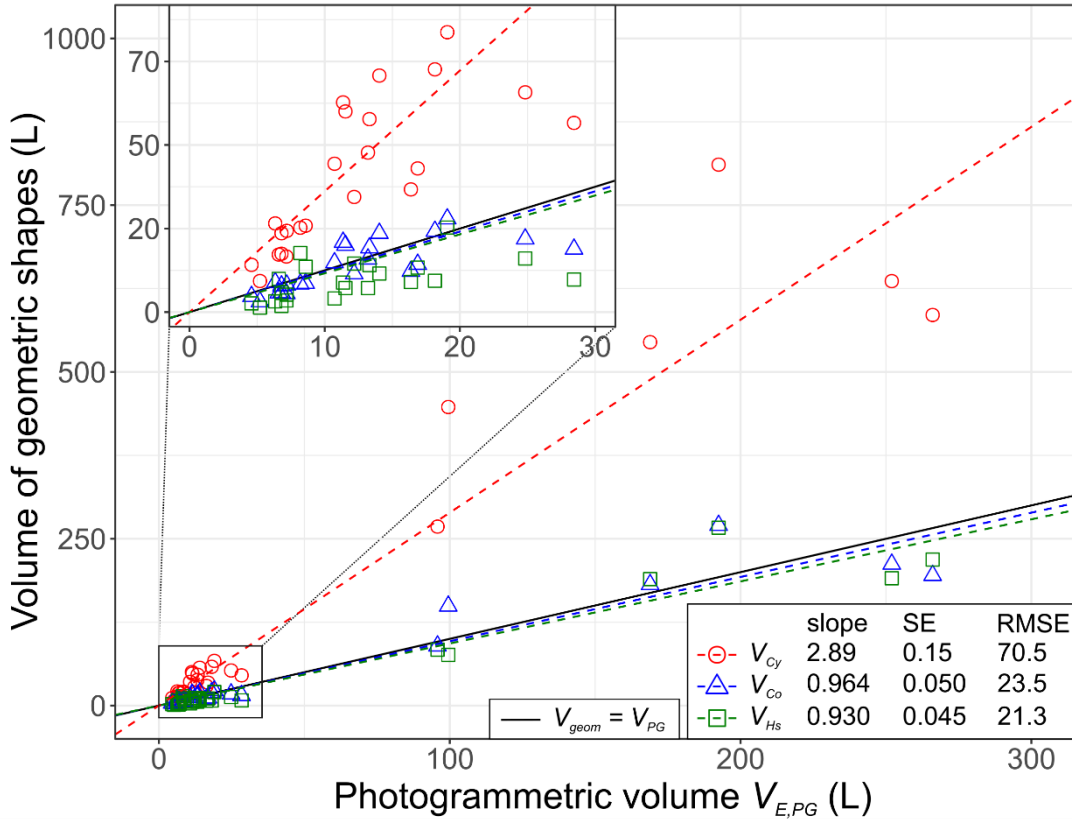 1000
750
500
250
0
0
100
200
300
Volume of geometric shapes (L)
Photogrammetric volume V_E,PG (L)
70
50
20
0
0
10
20
30
slope SE RMSE
V_Cy 2.89 0.15 70.5
V_Co 0.964 0.050 23.5
V_Hs 0.930 0.045 21.3
V_geom = V_PG